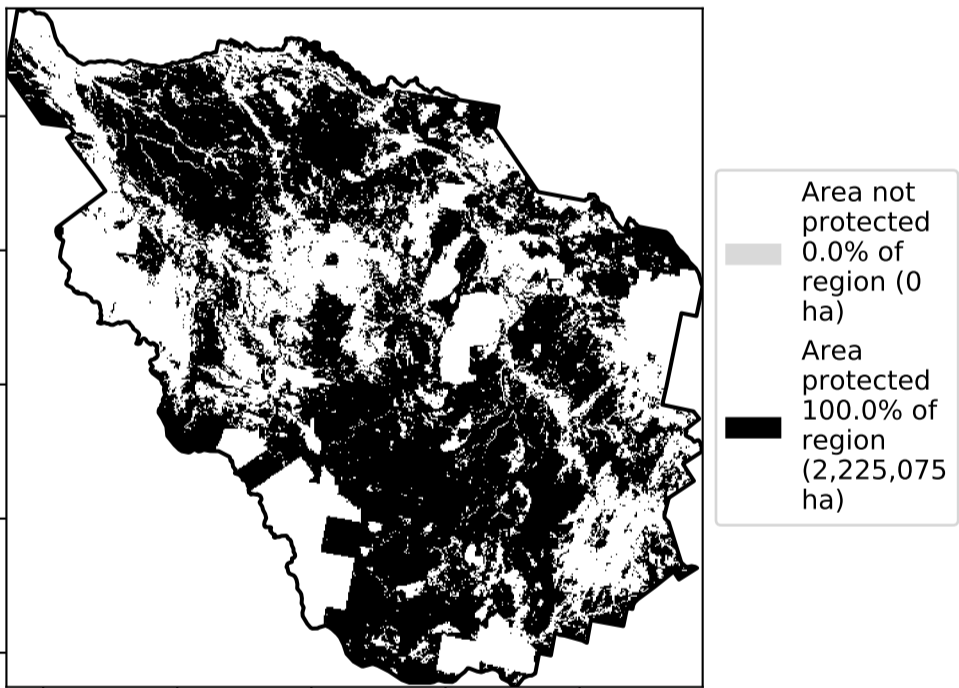 Area not
protected
0.0% of
region (0
ha)
Area
protected
100.0% of
region
(2,225,075
ha)